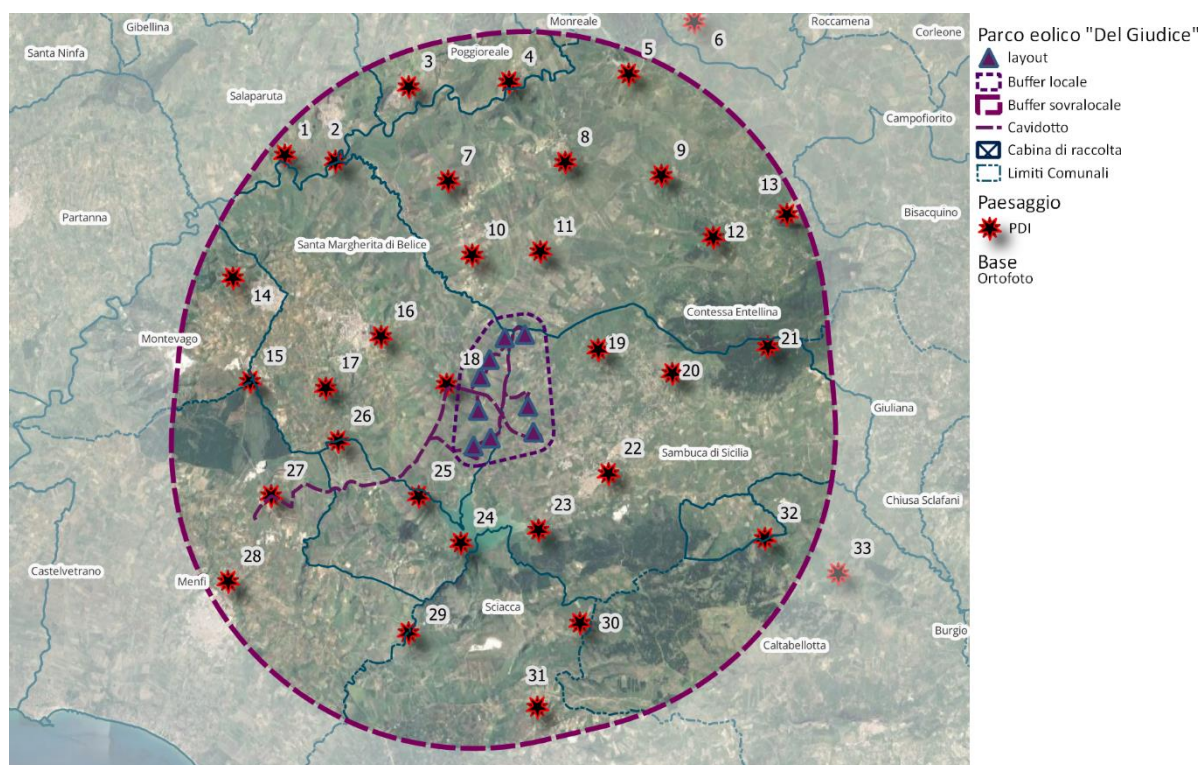 Gibellina
Monreale
Roccamena
Corleone
Santa Ninfa
Poggioreale
5
6
3
4
Salaparuta
Campofiorito
1
2
8
9
7
13
Partanna
Bisacquino
Santa Margherita di Belice
10
11
12
14
Contessa Entellina
16
Montevago
21
19
15
17
18
20
Giuliana
26
22
Sambuca di Sicilia
27
25
Chiusa Sclafani
23
32
24
33
28
Castelvetrano
Menfi
29
Sciacca
30
Burgio
Caltabellotta
31
Parco eolico "Del Giudice"
layout
Buffer locale
Buffer sovralocale
Cavidotto
Cabina di raccolta
Limiti Comunali
Paesaggio
PDI
Base
Ortofoto